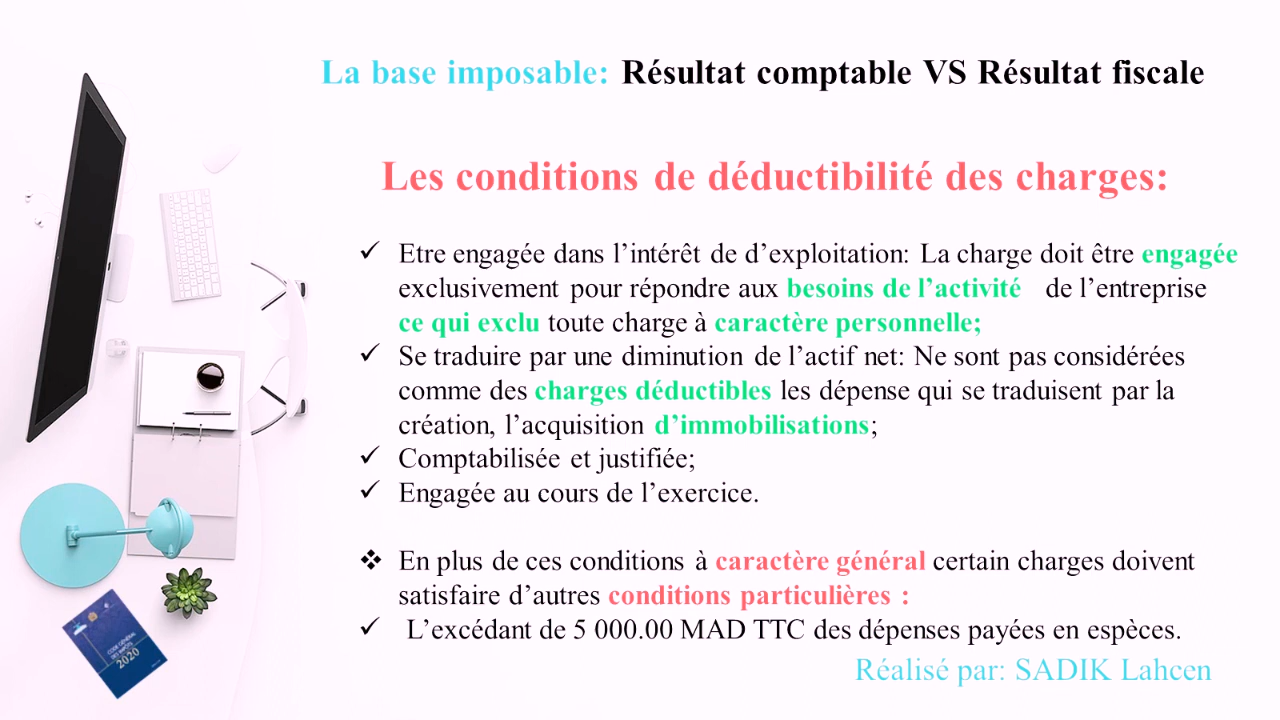 La base imposable: Résultat comptable VS Résultat fiscale
Les conditions de déductibilité des charges:
✓ Etre engagée dans l’intérêt de d’exploitation: La charge doit être engagée
exclusivement pour répondre aux besoins de l’activité de l’entreprise
ce qui exclu toute charge à caractère personnelle;
✓ Se traduire par une diminution de l’actif net: Ne sont pas considérées
comme des charges déductibles les dépense qui se traduisent par la
création, l’acquisition d’immobilisations;
✓ Comptabilisée et justifiée;
✓ Engagée au cours de l’exercice.
❖ En plus de ces conditions à caractère général certain charges doivent
satisfaire d’autres conditions particulières :
✓ L’excédant de 5 000.00 MAD TTC des dépenses payées en espèces.
Réalisé par: SADIK Lahcen
CODE GÉNÉRAL
DES IMPÔTS
2020